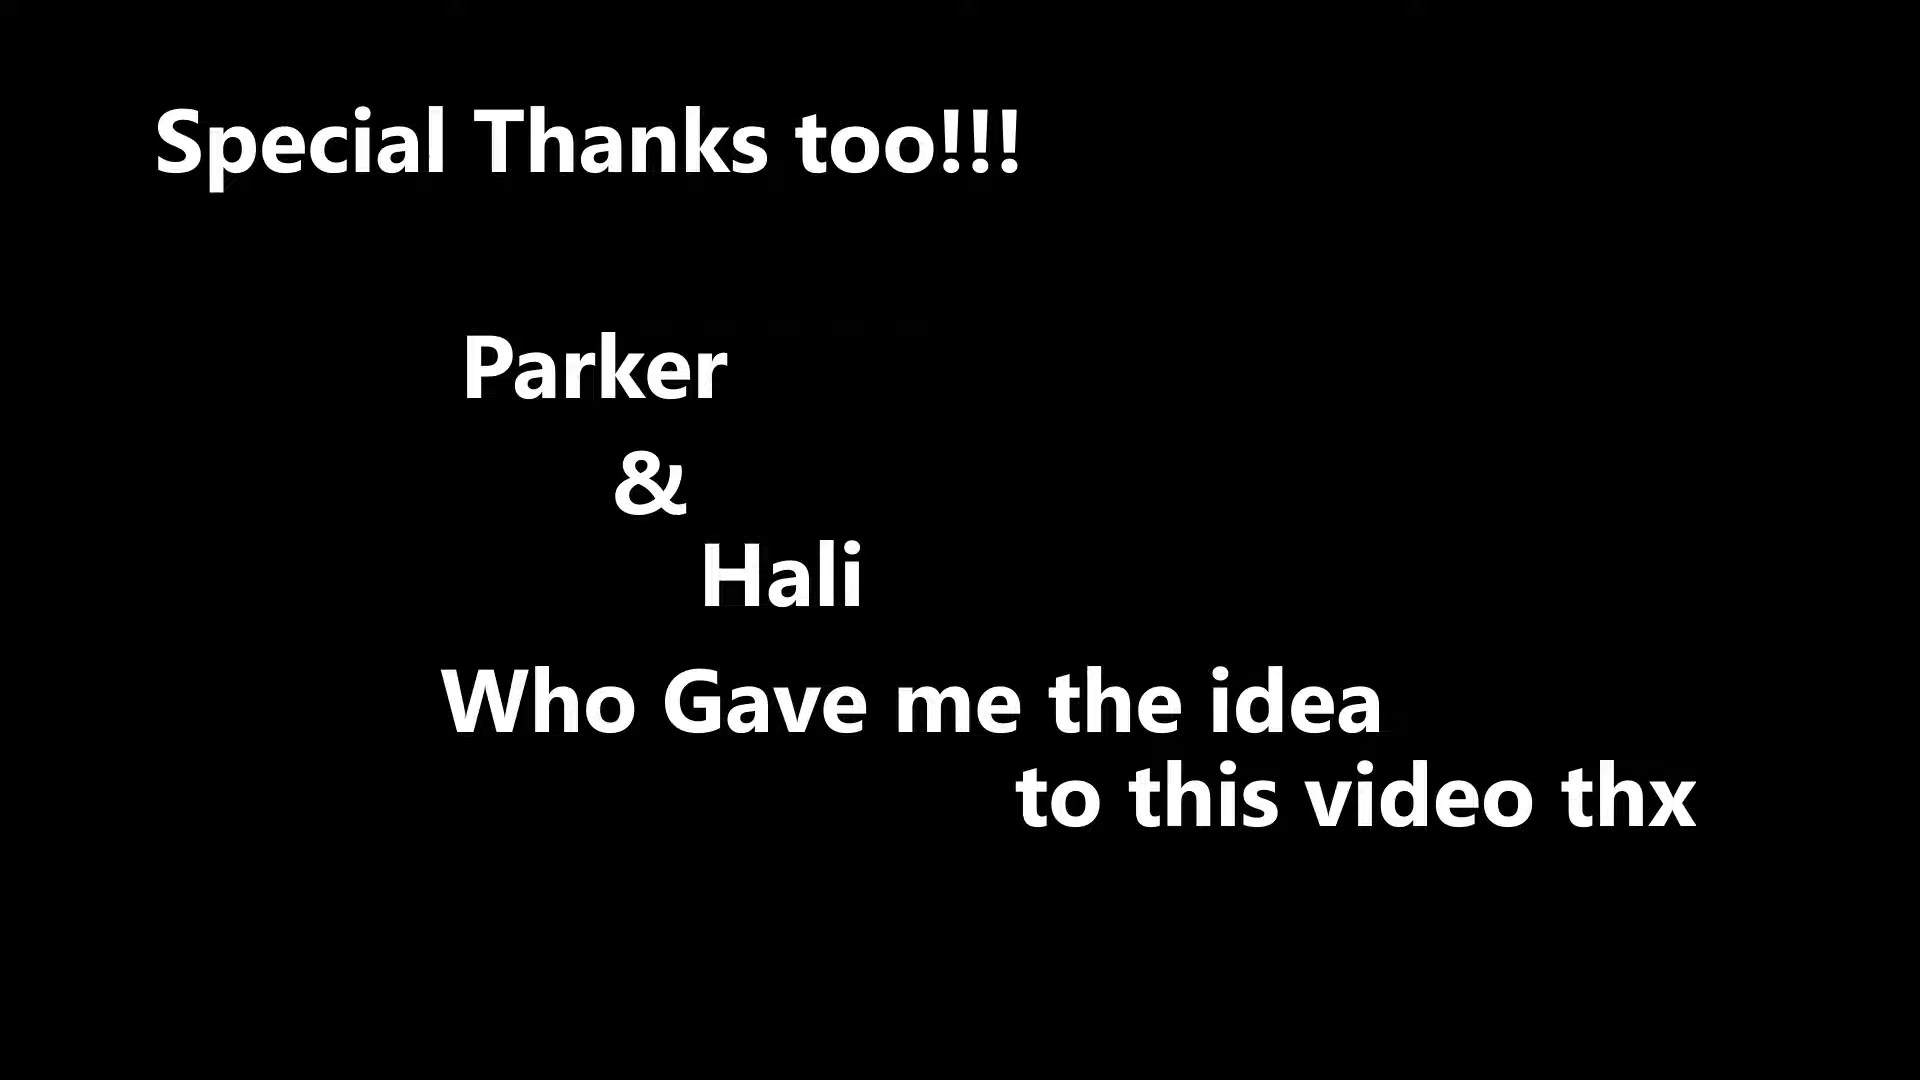 Special Thanks too!!!
Parker
&
Hali
Who Gave me the idea
to this video thx